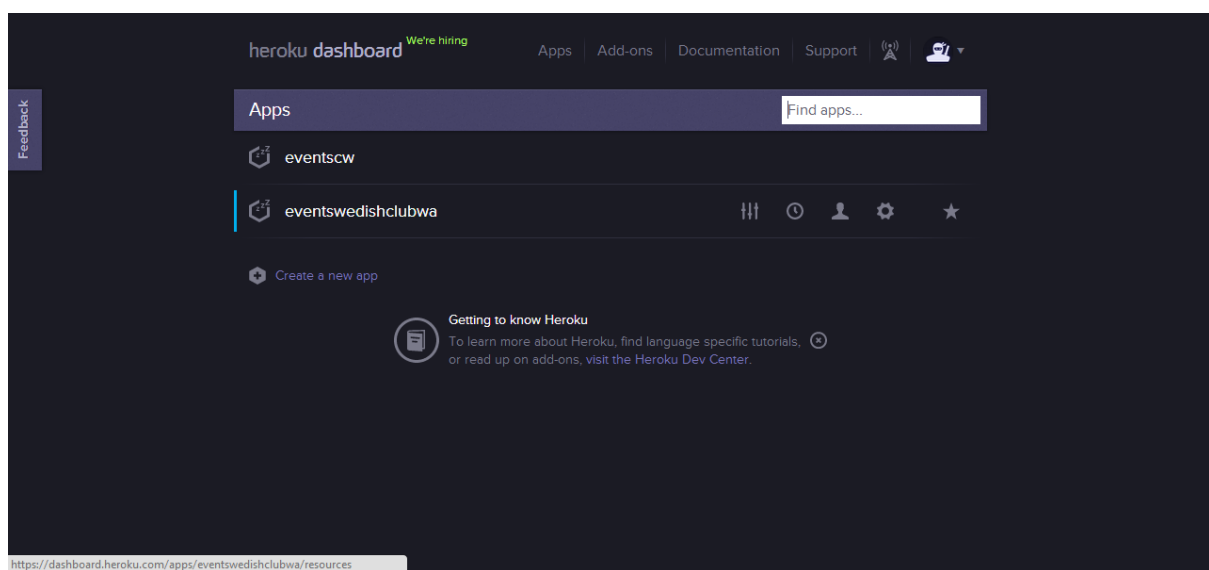 heroku dashboard We're hiring Apps Add-ons Documentation Support
Feedback
Apps Find apps...
eventscw
eventswedishclubwa
Create a new app
Getting to know Heroku
To learn more about Heroku, find language specific tutorials,
or read up on add-ons, visit the Heroku Dev Center.
https://dashboard.heroku.com/apps/eventswedishclubwa/resources